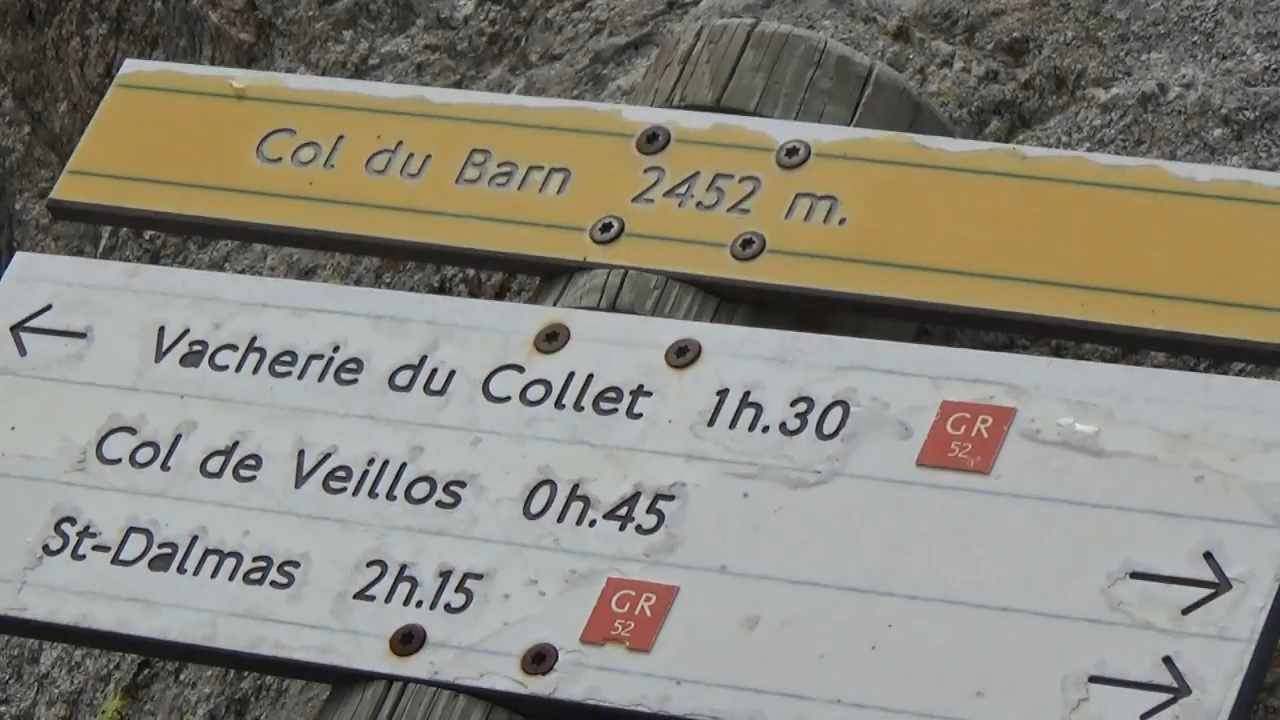 Col du Barn 2452 m.
← Vacherie du Collet 1h.30 GR 52
Col de Veillos 0h.45 →
St-Dalmas 2h.15 GR 52 →